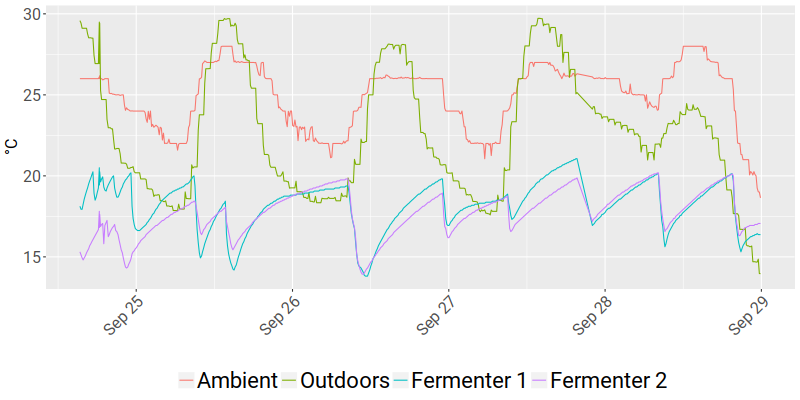 30
25
20
15
°C
Sep 25
Sep 26
Sep 27
Sep 28
Sep 29
Ambient Outdoors Fermenter 1 Fermenter 2